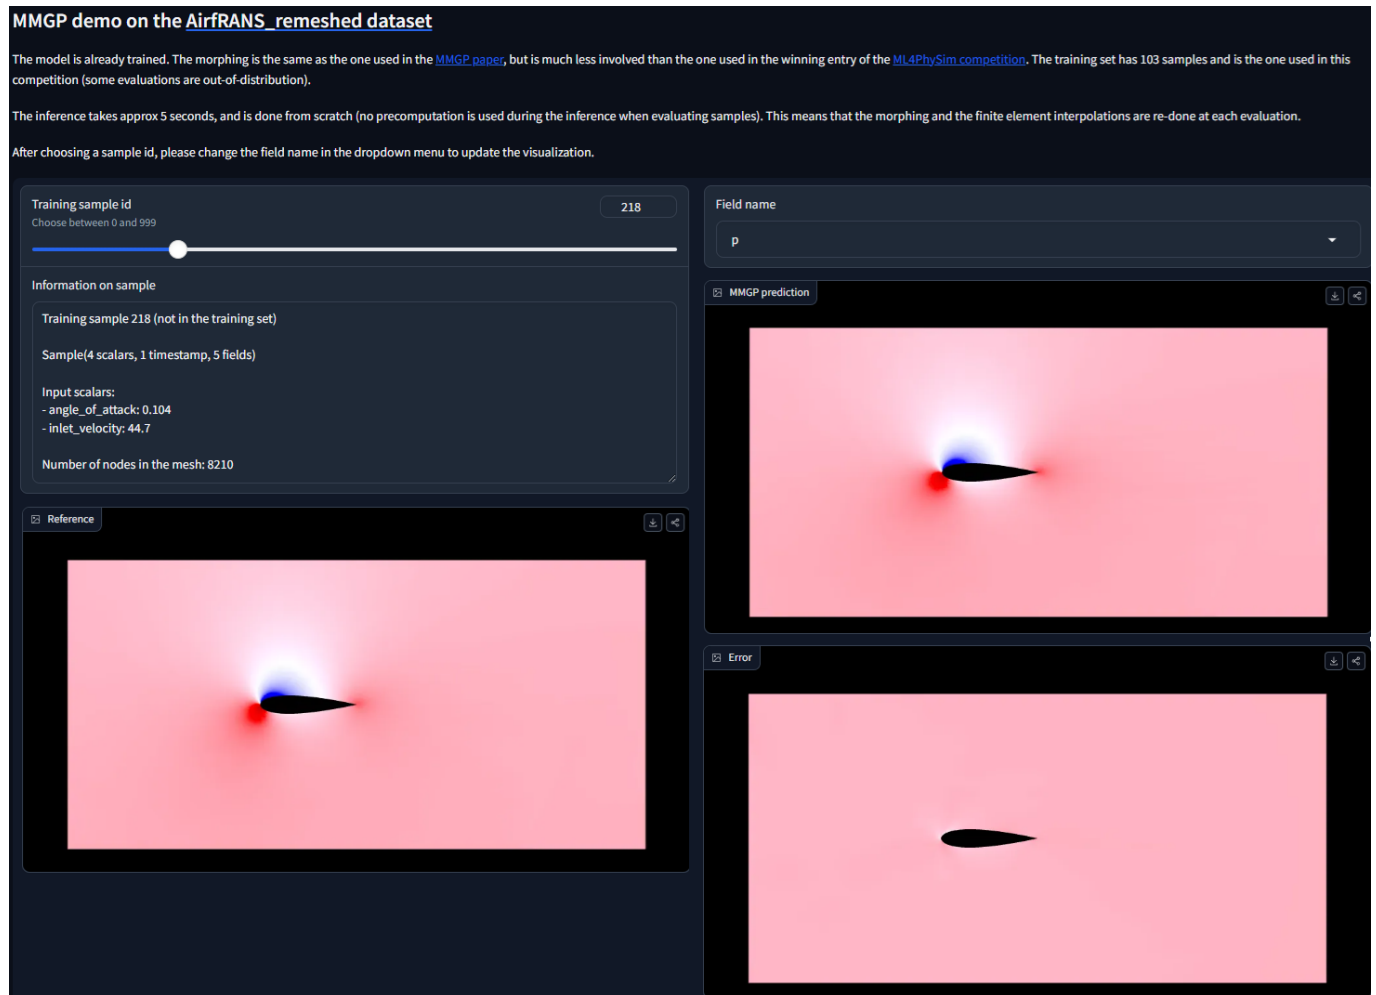 MMGP demo on the AirfRANS_remeshed dataset
The model is already trained. The morphing is the same as the one used in the MMGP paper, but is much less involved than the one used in the winning entry of the ML4PhySim competition. The training set has 103 samples and is the one used in this
competition (some evaluations are out-of-distribution).
The inference takes approx 5 seconds, and is done from scratch (no precomputation is used during the inference when evaluating samples). This means that the morphing and the finite element interpolations are re-done at each evaluation.
After choosing a sample id, please change the field name in the dropdown menu to update the visualization.
Training sample id
218
Choose between 0 and 999
Information on sample
Training sample 218 (not in the training set)
Sample(4 scalars, 1 timestamp, 5 fields)
Input scalars:
- angle_of_attack: 0.104
- inlet_velocity: 44.7
Number of nodes in the mesh: 8210
Reference
Field name
p
MMGP prediction
Error